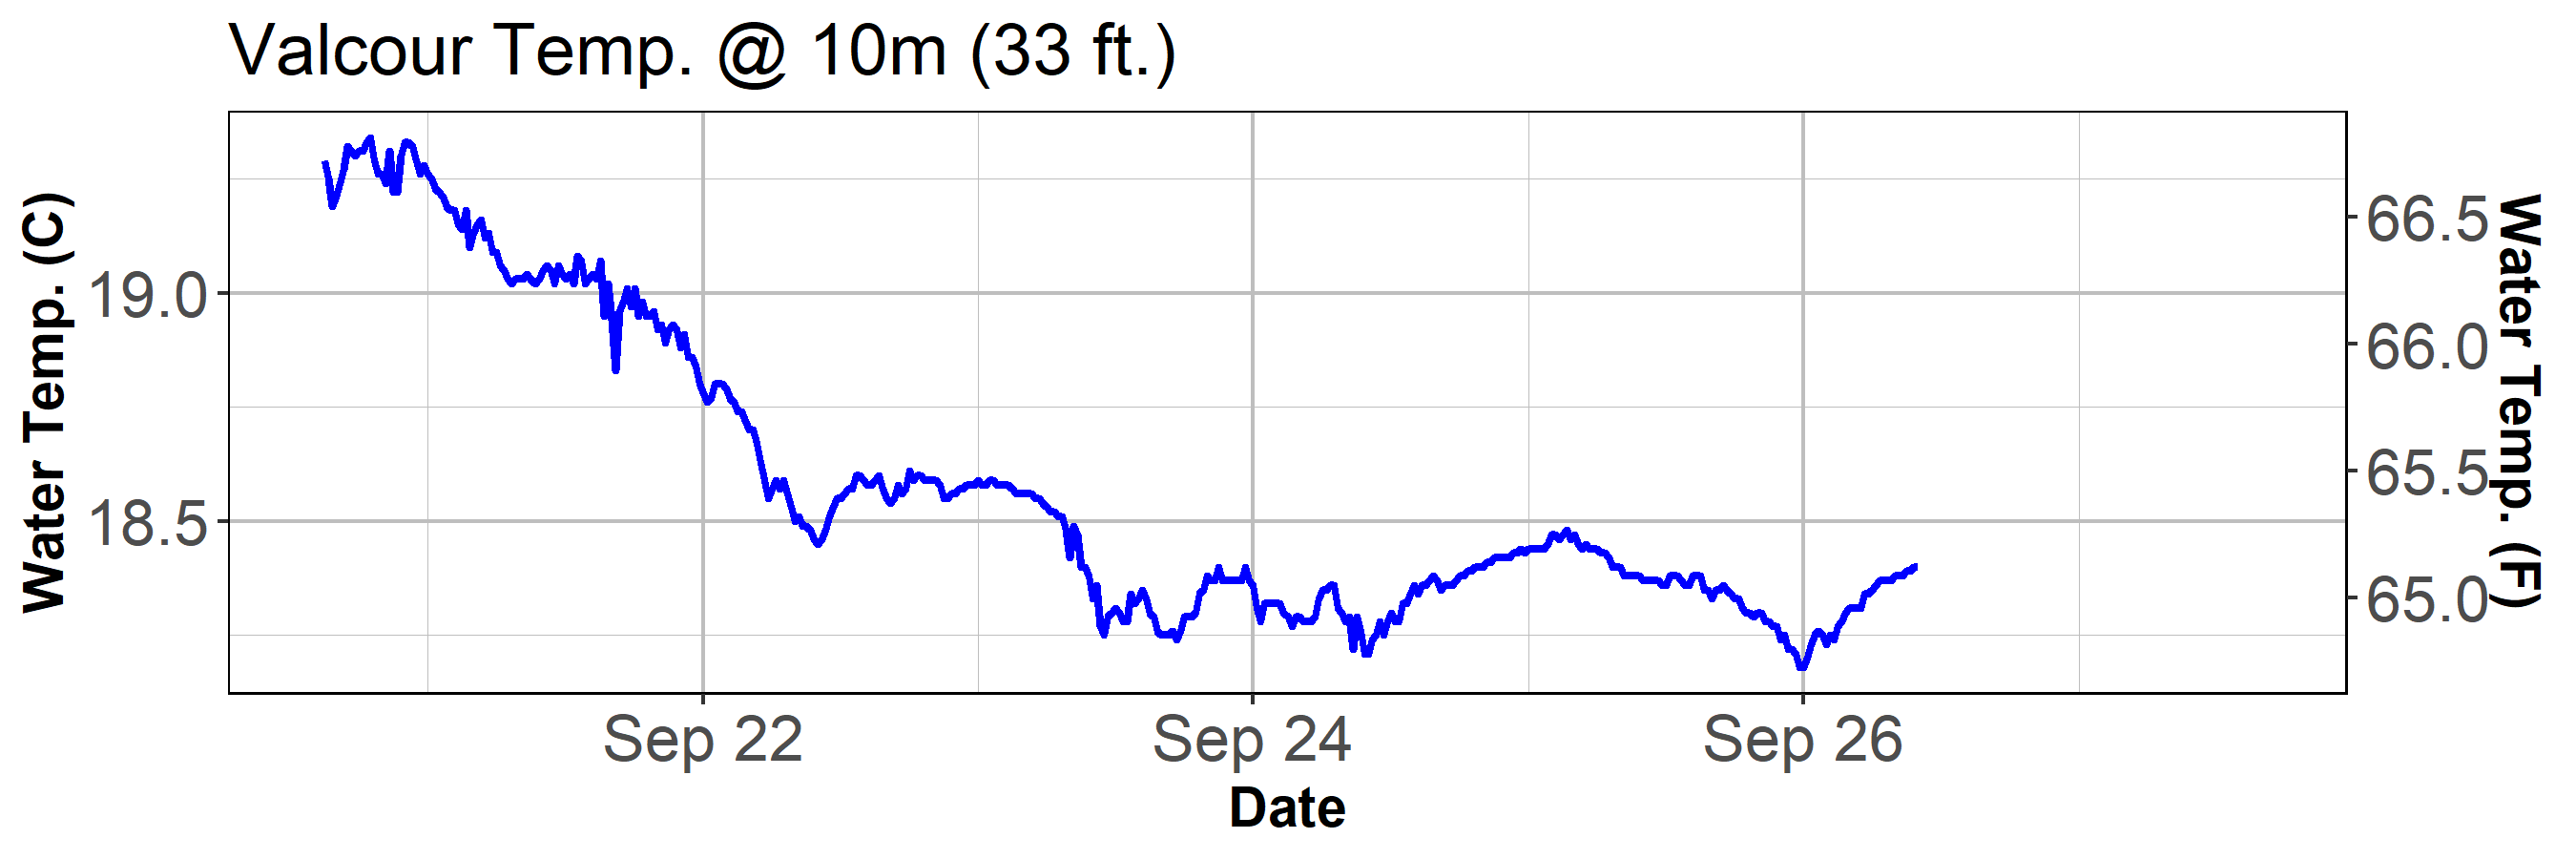 Valcour Temp. @ 10m (33 ft.)
Water Temp. (C)
19.0
18.5
66.5
66.0
65.5
65.0
Water Temp. (F)
Sep 22
Sep 24
Sep 26
Date